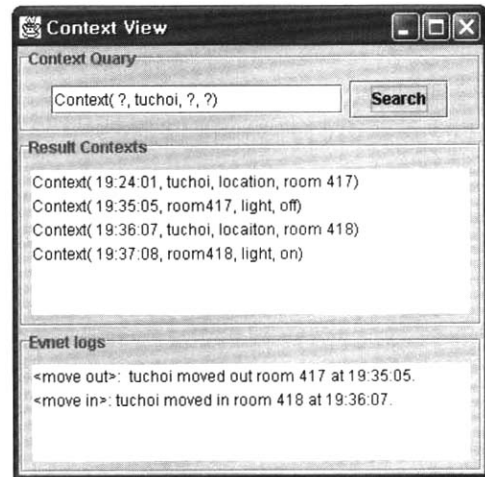 Context View
Context Quary
Context( ?, tuchoi, ?, ?)
Search
Result Contexts
Context( 19:24:01, tuchoi, location, room 417)
Context( 19:35:05, room417, light, off)
Context( 19:36:07, tuchoi, locaiton, room 418)
Context( 19:37:08, room418, light, on)
Evnet logs
<move out>: tuchoi moved out room 417 at 19:35:05.
<move in>: tuchoi moved in room 418 at 19:36:07.